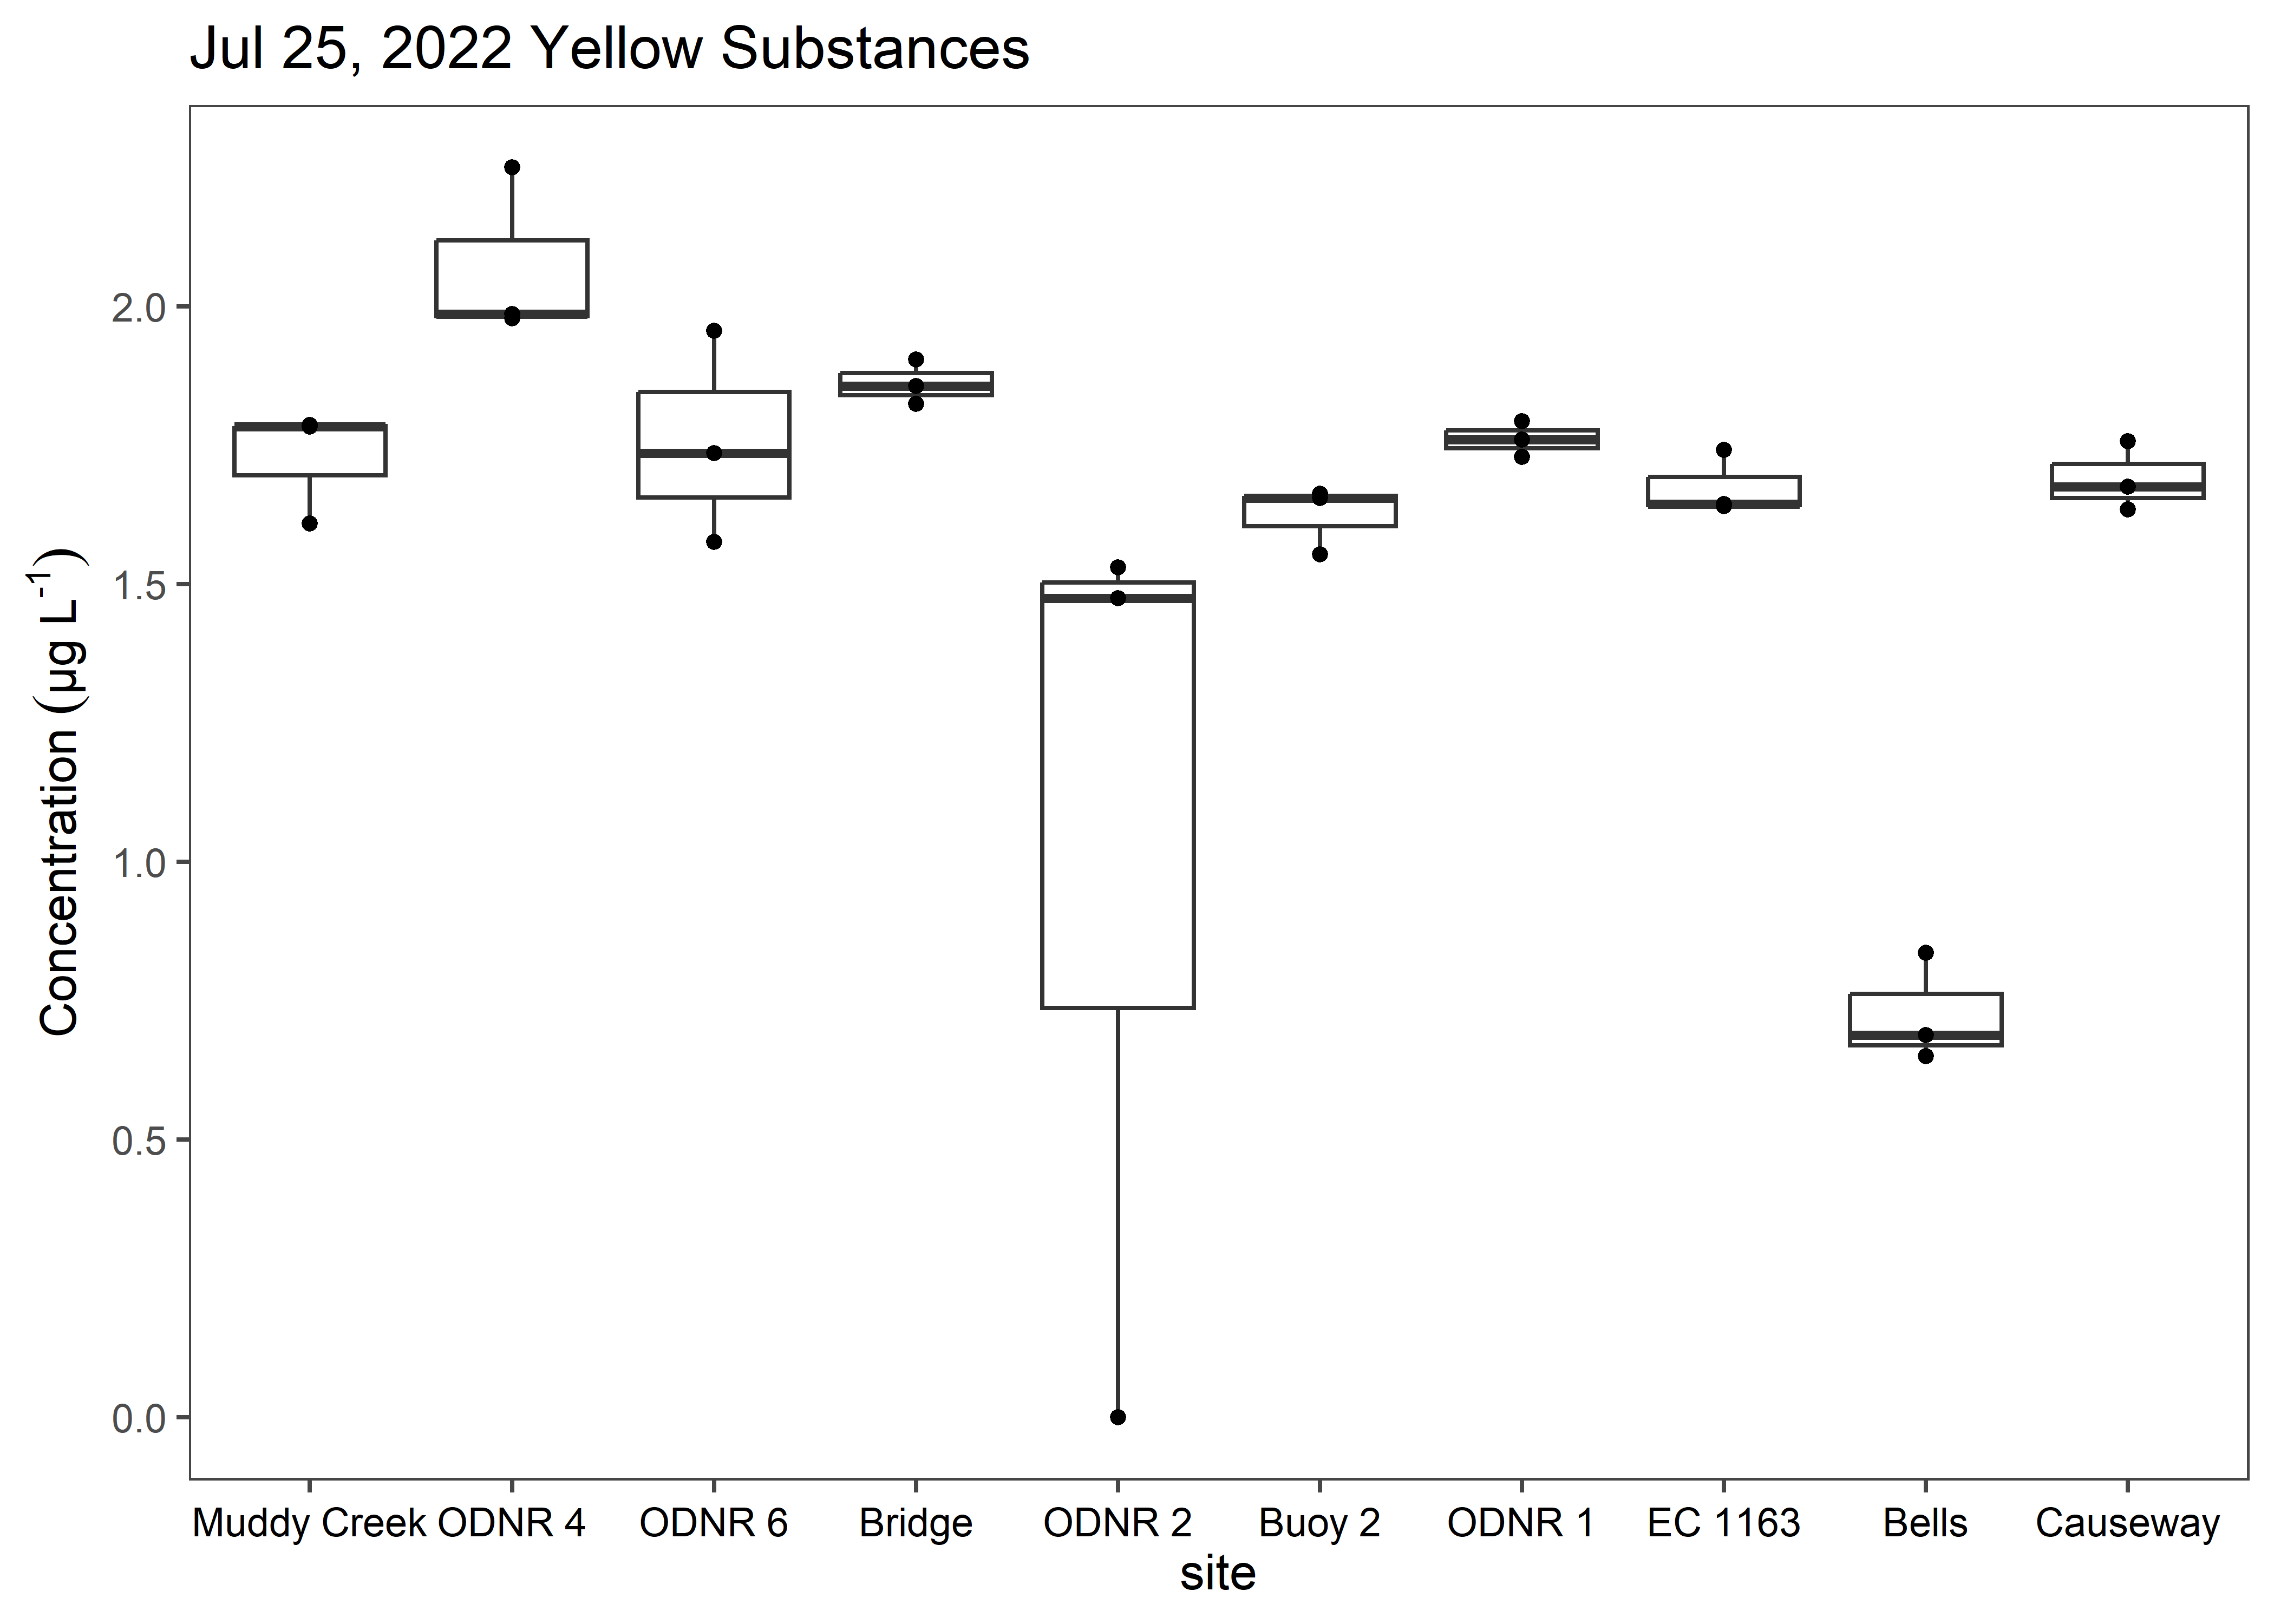 Jul 25, 2022 Yellow Substances
Concentration (µg L⁻¹)
2.0
1.5
1.0
0.5
0.0
Muddy Creek ODNR 4 ODNR 6 Bridge ODNR 2 Buoy 2 ODNR 1 EC 1163 Bells Causeway
site